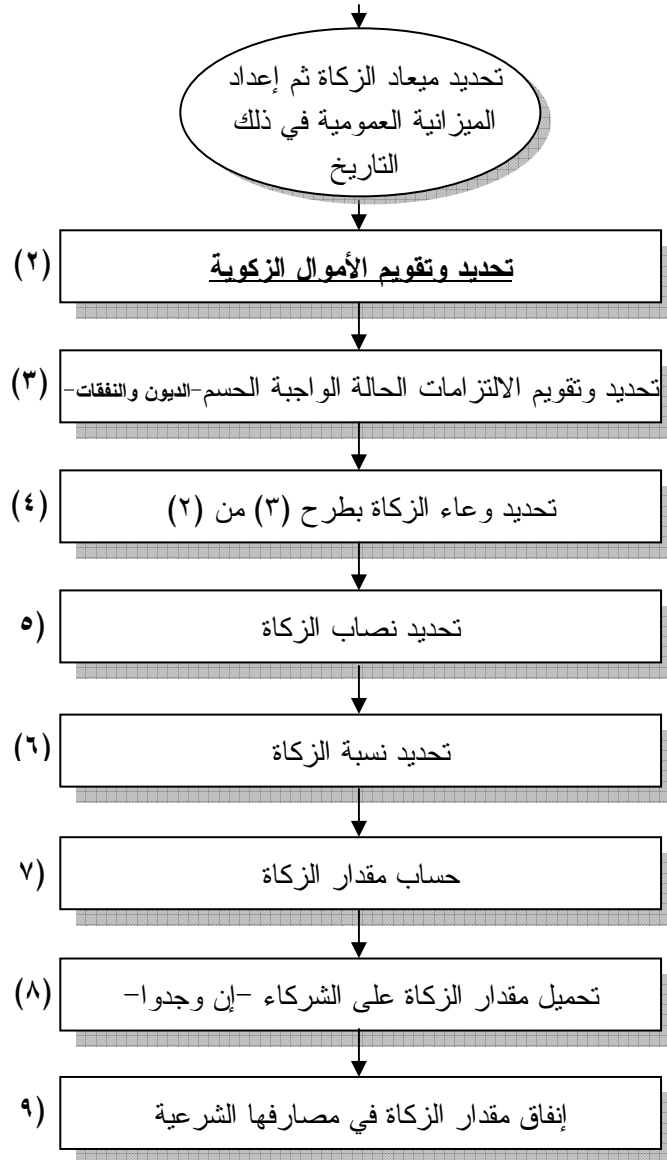 تحديد ميعاد الزكاة ثم إعداد
الميزانية العمومية في ذلك
التاريخ
(٢) تحديد وتقويم الأموال الزكوية
(٣) تحديد وتقويم الالتزامات الحالة الواجبة الحسم-الديون والنفقات-
(٤) تحديد وعاء الزكاة بطرح (٣) من (٢)
٥) تحديد نصاب الزكاة
(٦) تحديد نسبة الزكاة
٧) حساب مقدار الزكاة
(٨) تحميل مقدار الزكاة على الشركاء -إن وجدوا-
٩) إنفاق مقدار الزكاة في مصارفها الشرعية